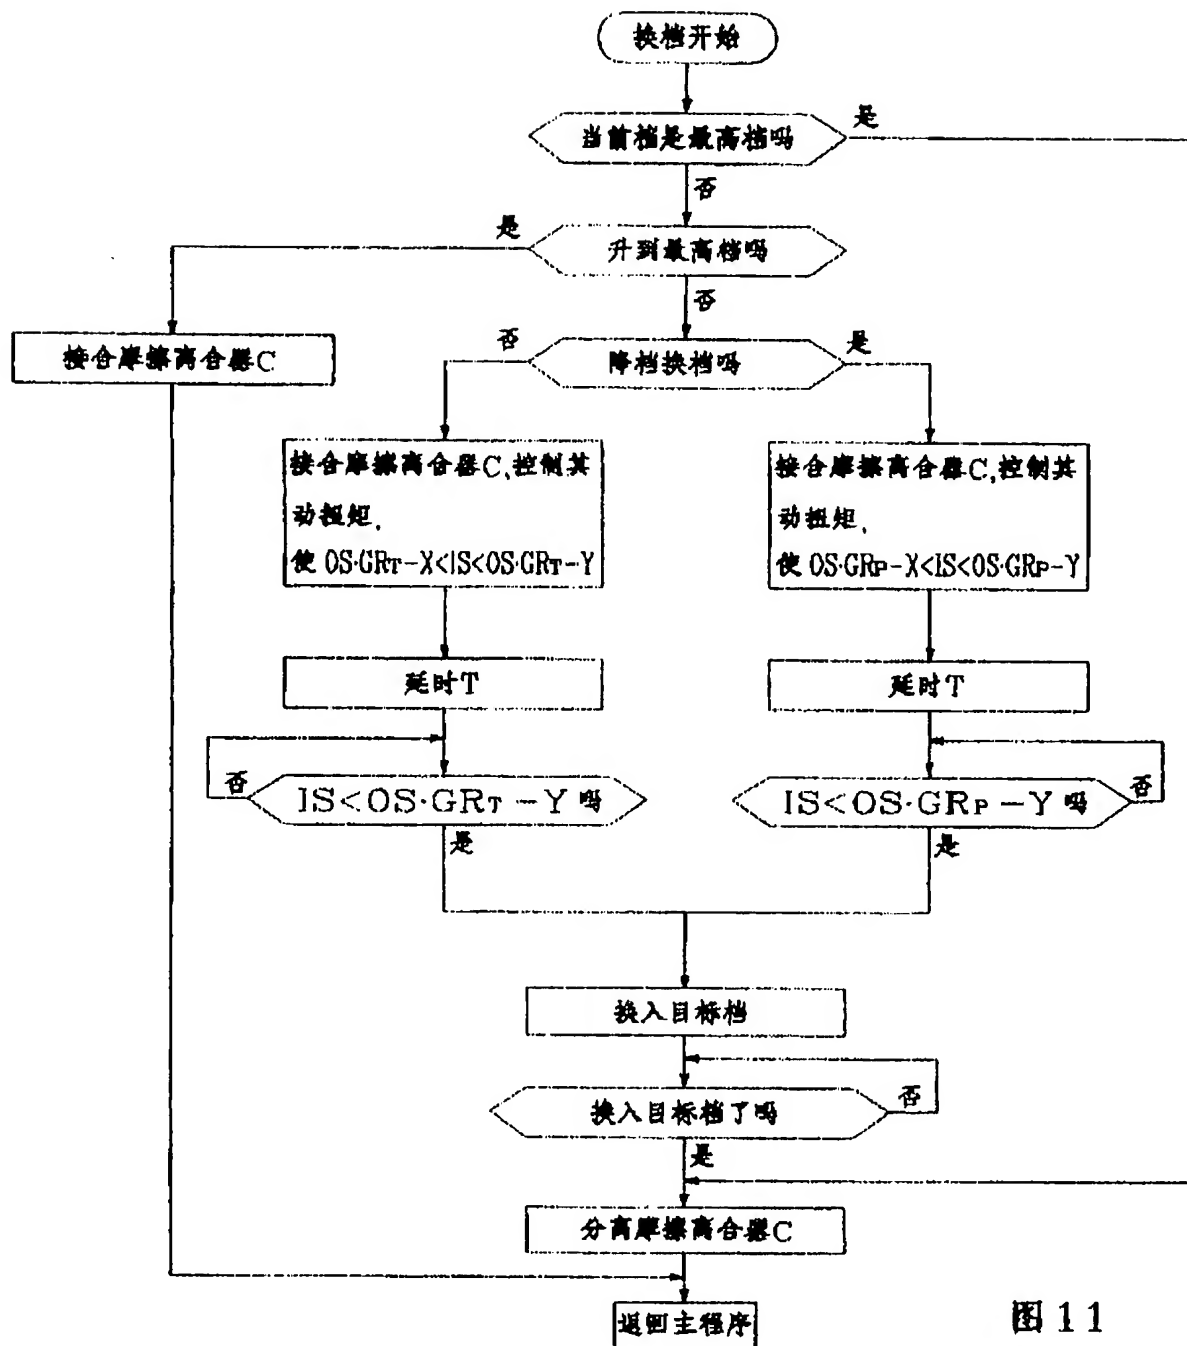 换档开始
当前档是最高档吗
是
否
升到最高档吗
是
否
接合摩擦离合器C
降档换档吗
否
是
接合摩擦离合器C,控制其
动扭矩,
使 OS·GRT-X<IS<OS·GRT-Y
接合摩擦离合器C,控制其
动扭矩,
使 OS·GRP-X<IS<OS·GRP-Y
延时T
延时T
IS<OS·GRT-Y吗
否
是
IS<OS·GRP-Y吗
否
是
换入目标档
换入目标档了吗
否
是
分离摩擦离合器C
返回主程序
图11